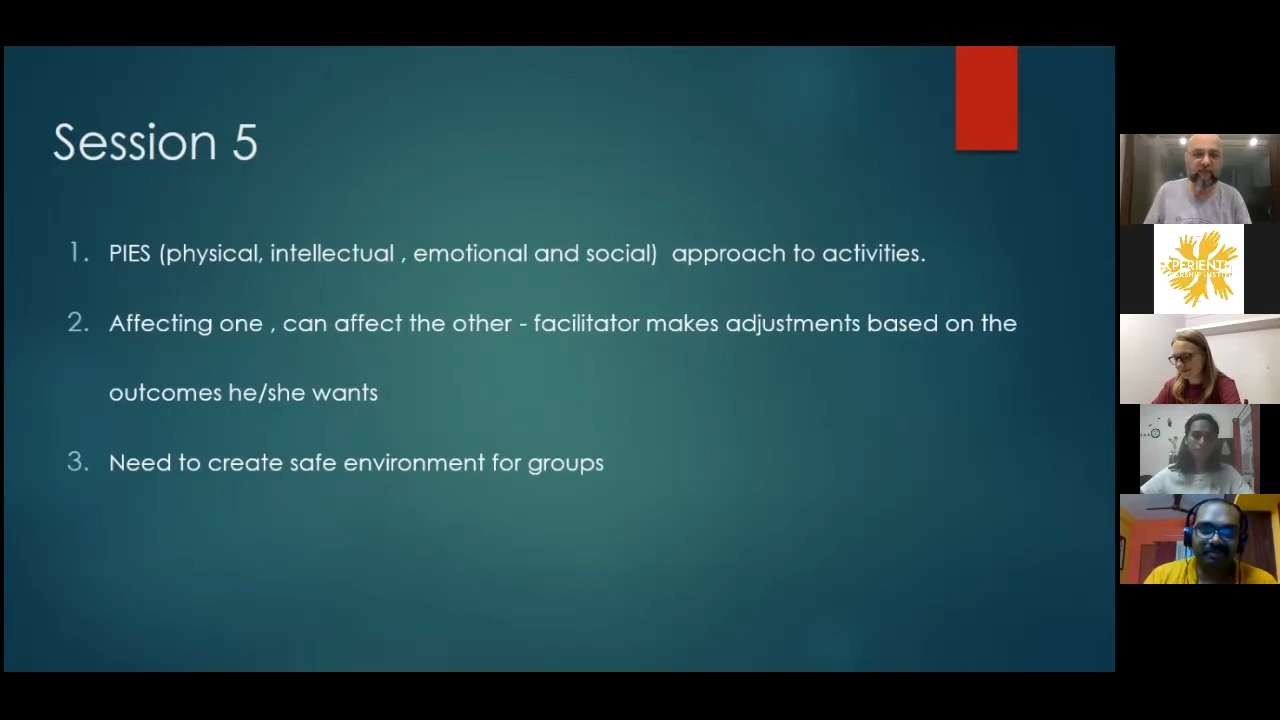 Session 5
1. PIES (physical, intellectual , emotional and social)  approach to activities.
2. Affecting one , can affect the other - facilitator makes adjustments based on the
outcomes he/she wants
3. Need to create safe environment for groups